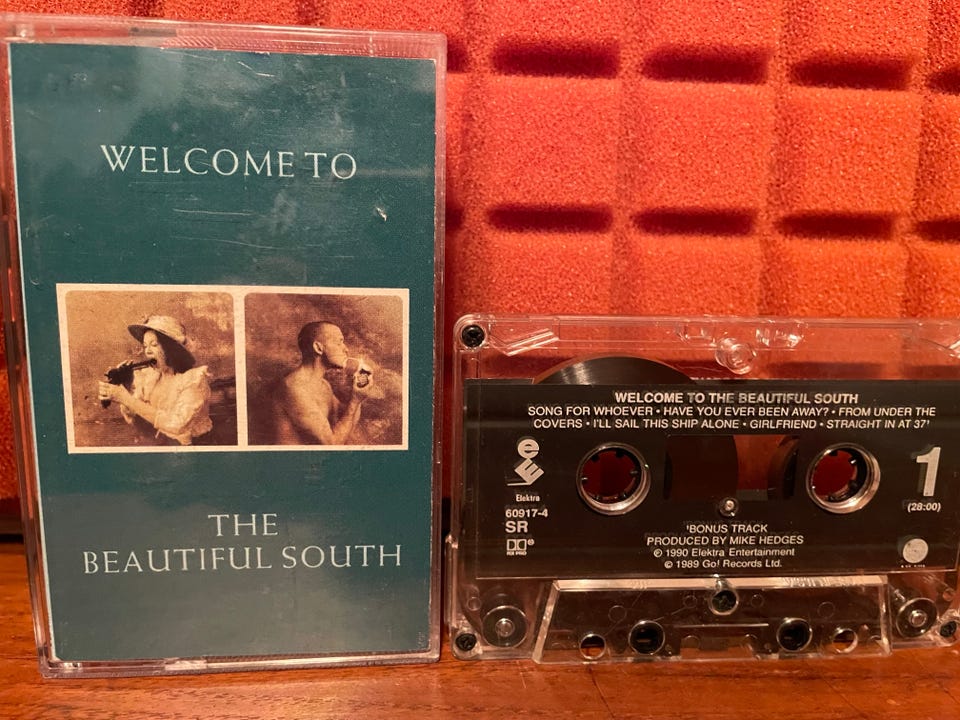 WELCOME TO
THE
BEAUTIFUL SOUTH
WELCOME TO THE BEAUTIFUL SOUTH
SONG FOR WHOEVER • HAVE YOU EVER BEEN AWAY? • FROM UNDER THE
COVERS • I'LL SAIL THIS SHIP ALONE • GIRLFRIEND • STRAIGHT IN AT 37'
Elektra
60917-4
SR
1
(28:00)
'BONUS TRACK
PRODUCED BY MIKE HEDGES
℗ 1990 Elektra Entertainment
© 1989 Go! Records Ltd.